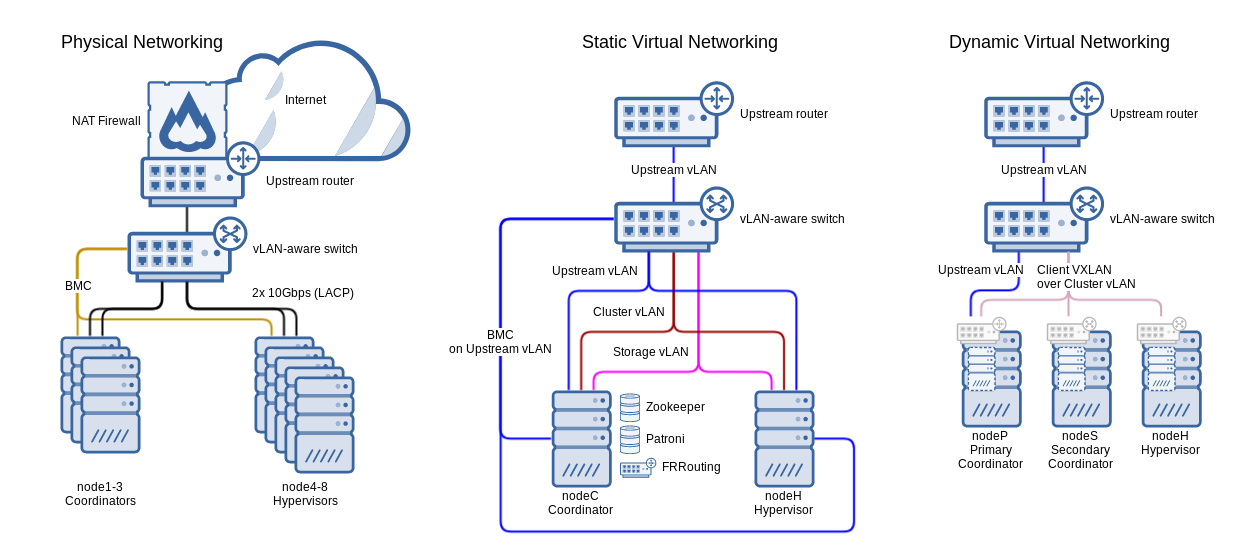 Physical Networking
Internet
NAT Firewall
Upstream router
vLAN-aware switch
BMC
2x 10Gbps (LACP)
node1-3
Coordinators
node4-8
Hypervisors
Static Virtual Networking
Upstream router
Upstream vLAN
vLAN-aware switch
Upstream vLAN
Cluster vLAN
BMC
on Upstream vLAN
Storage vLAN
Zookeeper
Patroni
FRRouting
nodeC
Coordinator
nodeH
Hypervisor
Dynamic Virtual Networking
Upstream router
Upstream vLAN
vLAN-aware switch
Upstream vLAN
Client VXLAN
over Cluster vLAN
nodeP
Primary
Coordinator
nodeS
Secondary
Coordinator
nodeH
Hypervisor